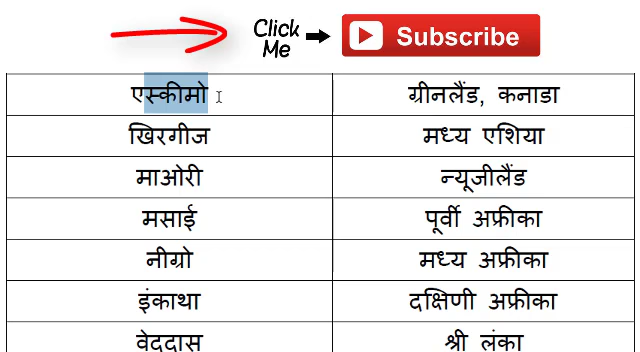 Click
Me
Subscribe
एस्कीमो ग्रीनलैंड, कनाडा
खिरगीज मध्य एशिया
माओरी न्यूजीलैंड
मसाई पूर्वी अफ्रीका
नीग्रो मध्य अफ्रीका
इंकाथा दक्षिणी अफ्रीका
वेददास श्री लंका